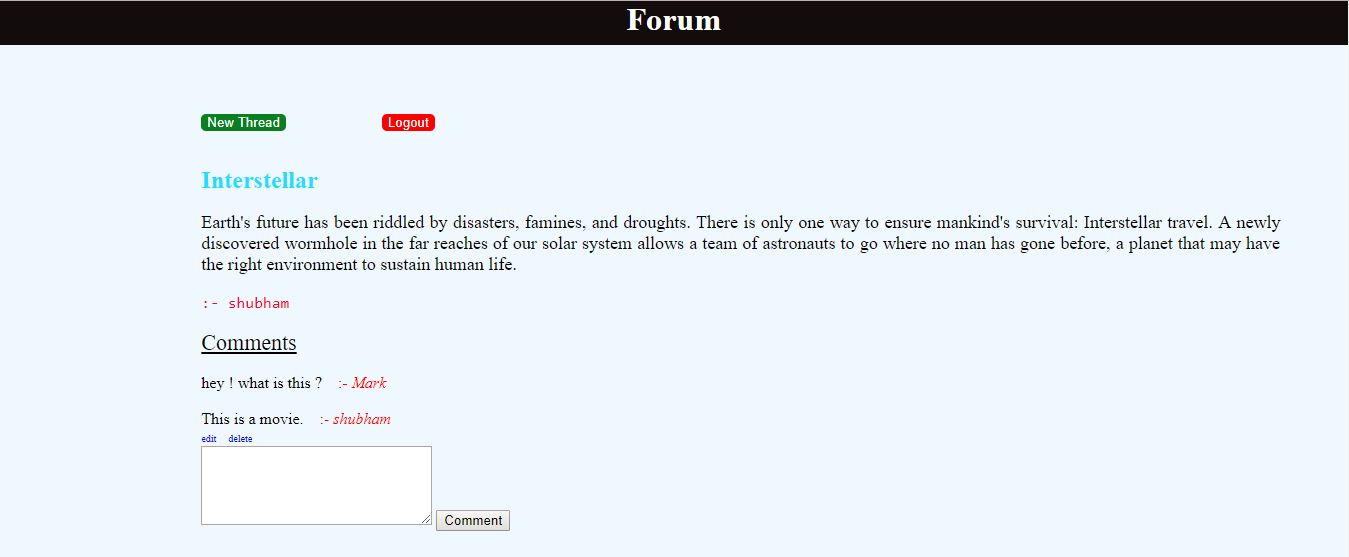 Forum
New Thread Logout
Interstellar
Earth's future has been riddled by disasters, famines, and droughts. There is only one way to ensure mankind's survival: Interstellar travel. A newly
discovered wormhole in the far reaches of our solar system allows a team of astronauts to go where no man has gone before, a planet that may have
the right environment to sustain human life.
:- shubham
Comments
hey ! what is this ? :- Mark
This is a movie. :- shubham
edit delete
Comment